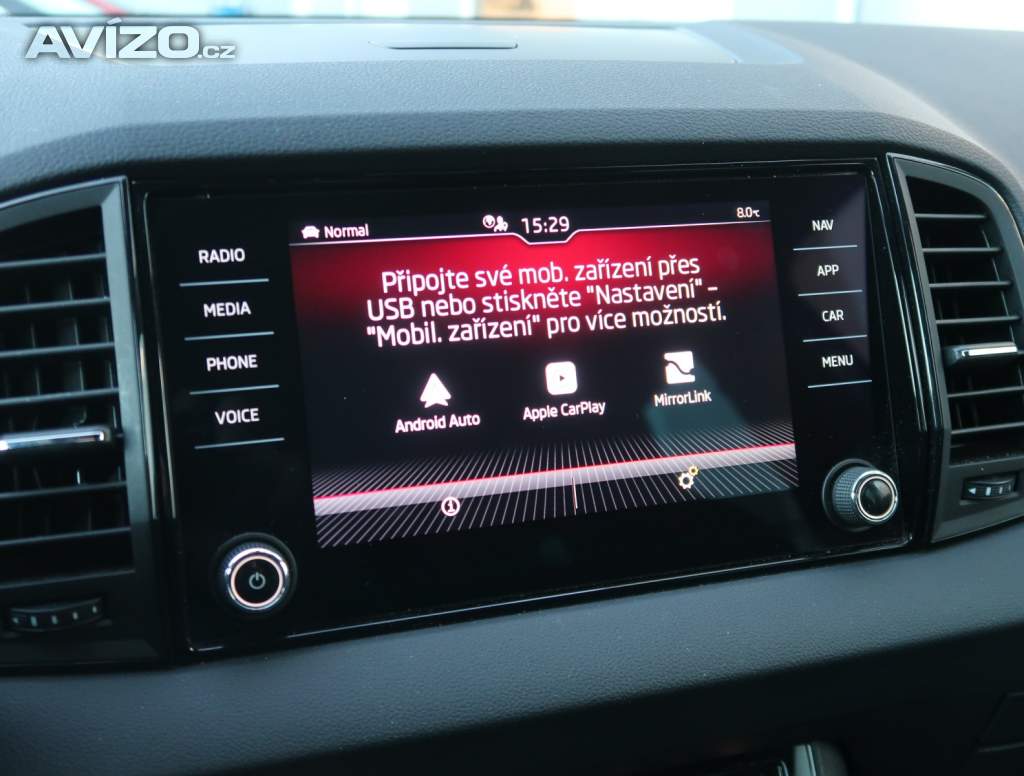 AVÍZO.cz
Normal
15:29
8.0°C
RADIO
MEDIA
PHONE
VOICE
Připojte své mob. zařízení přes
USB nebo stiskněte "Nastavení" –
"Mobil. zařízení" pro více možností.
Android Auto
Apple CarPlay
MirrorLink
NAV
APP
CAR
MENU